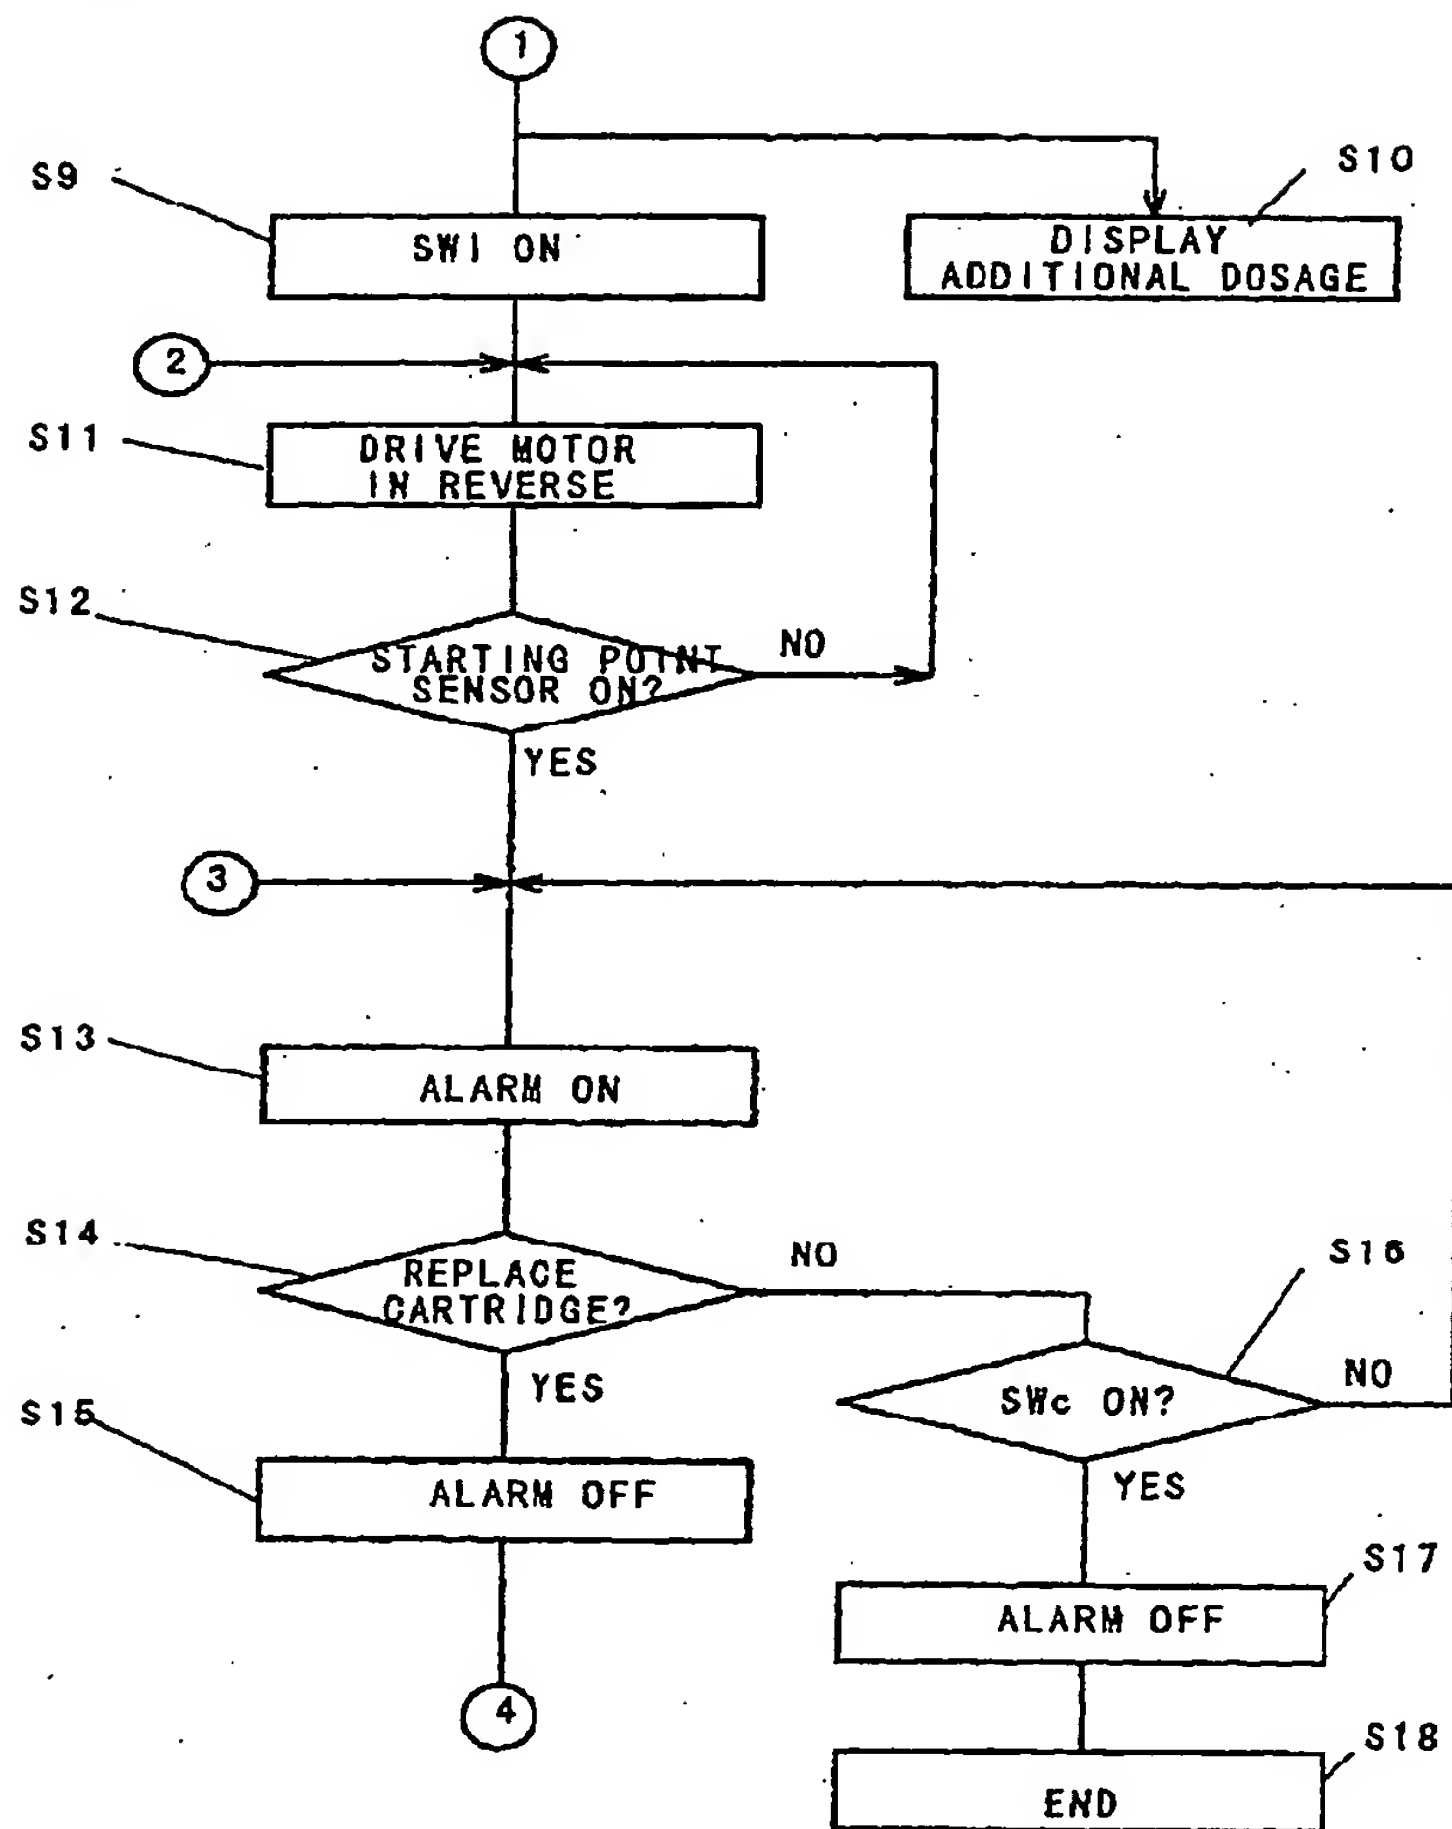 1
S9
SWI ON
S10
DISPLAY
ADDITIONAL DOSAGE
2
S11
DRIVE MOTOR
IN REVERSE
S12
STARTING POINT
SENSOR ON?
NO
YES
3
S13
ALARM ON
S14
REPLACE
CARTRIDGE?
NO
YES
S16
SWc ON?
NO
YES
S15
ALARM OFF
S17
ALARM OFF
4
S18
END